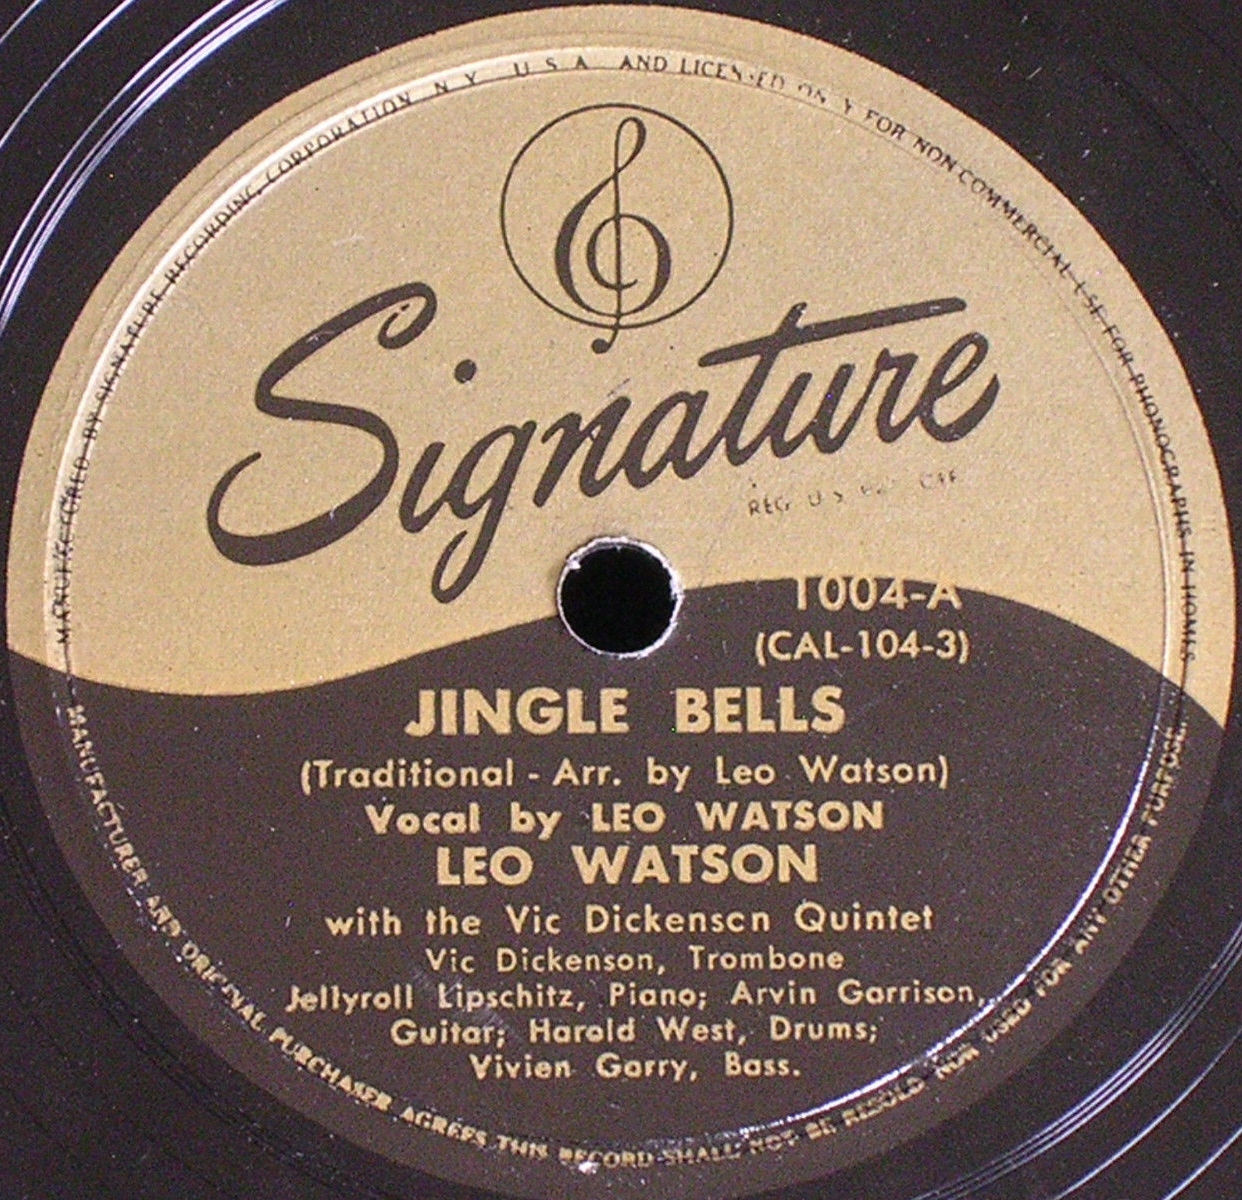 MANUFACTURED BY SIGNATURE RECORDING CORPORATION N Y U S A AND LICENSED ONLY FOR NON COMMERCIAL USE FOR PHONOGRAPHS IN HOMES
Signature
REG U S PAT OFF
1004-A
(CAL-104-3)
JINGLE BELLS
(Traditional - Arr. by Leo Watson)
Vocal by LEO WATSON
LEO WATSON
with the Vic Dickenson Quintet
Vic Dickenson, Trombone
Jellyroll Lipschitz, Piano; Arvin Garrison,
Guitar; Harold West, Drums;
Vivien Garry, Bass.
MANUFACTURER AND ORIGINAL PURCHASER AGREES THIS RECORD SHALL NOT BE RESOLD NOR USED FOR ANY OTHER PURPOSE.